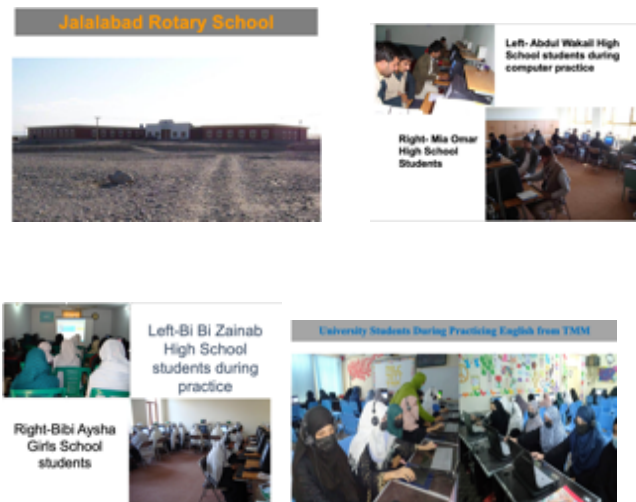 Jalalabad Rotary School
Left- Abdul Wakail High
School students during
computer practice
Right- Mia Omar
High School
Students
Left-Bi Bi Zainab
High School
students during
practice
Right-Bibi Aysha
Girls School
students
University Students During Practicing English from TMM